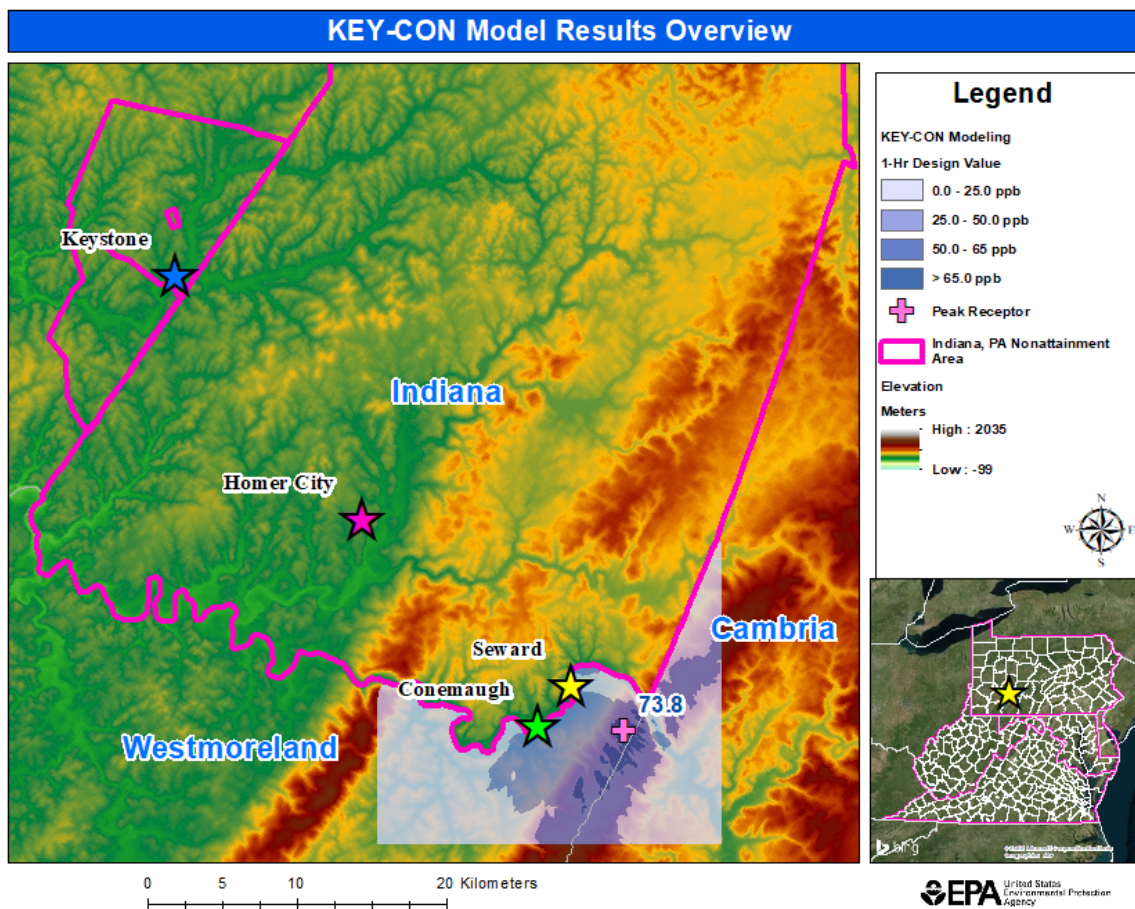 KEY-CON Model Results Overview
Keystone
Indiana
Homer City
Seward
Cambria
Conemaugh
73.8
Westmoreland
0 5 10 20 Kilometers
Legend
KEY-CON Modeling
1-Hr Design Value
0.0 - 25.0 ppb
25.0 - 50.0 ppb
50.0 - 65 ppb
> 65.0 ppb
Peak Receptor
Indiana, PA Nonattainment
Area
Elevation
Meters
High : 2035
Low : -99
N
W E
S
bing
EPA
United States
Environmental Protection
Agency